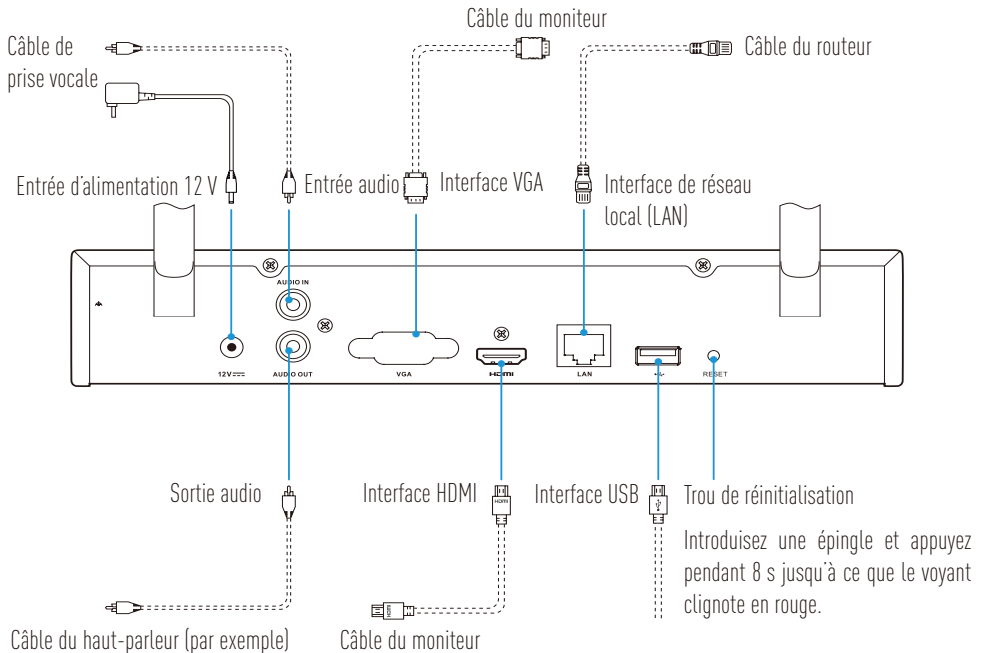 Câble du moniteur
Câble de
prise vocale
Câble du routeur
Entrée d'alimentation 12 V
Entrée audio
Interface VGA
Interface de réseau
local (LAN)
AUDIO IN
12V
AUDIO OUT
VGA
HDMI
LAN
RESET
Sortie audio
Interface HDMI
HDMI
Interface USB
Trou de réinitialisation
Introduisez une épingle et appuyez
pendant 8 s jusqu'à ce que le voyant
clignote en rouge.
HDMI
Câble du haut-parleur (par exemple)
Câble du moniteur